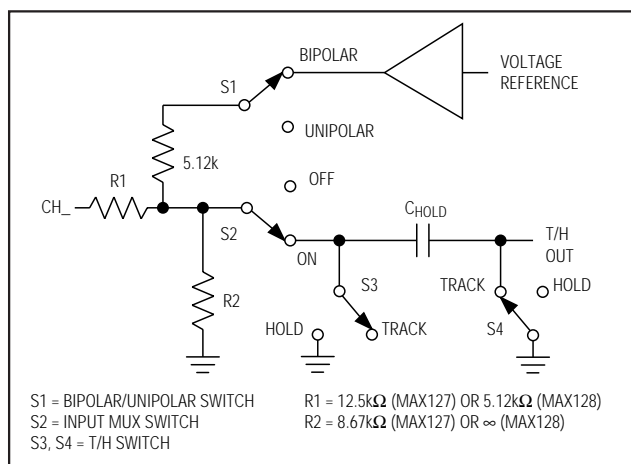 BIPOLAR
VOLTAGE
REFERENCE
S1
UNIPOLAR
5.12k
OFF
R1
CH_
S2
CHOLD
T/H
OUT
ON
S3
TRACK
HOLD
R2
HOLD
TRACK
S4
S1 = BIPOLAR/UNIPOLAR SWITCH
S2 = INPUT MUX SWITCH
S3, S4 = T/H SWITCH
R1 = 12.5kΩ (MAX127) OR 5.12kΩ (MAX128)
R2 = 8.67kΩ (MAX127) OR ∞ (MAX128)